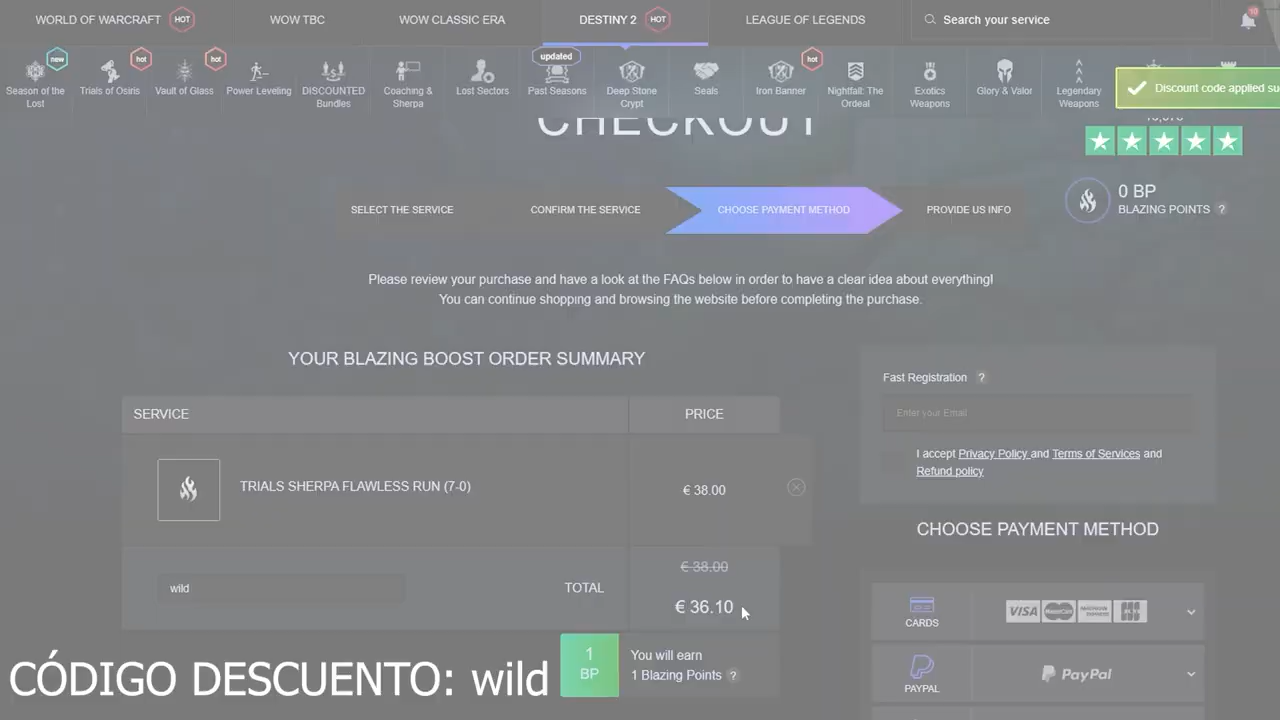 WORLD OF WARCRAFT HOT
WOW TBC
WOW CLASSIC ERA
DESTINY 2 HOT
LEAGUE OF LEGENDS
Search your service
10
new
hot
hot
updated
hot
Season of the
Lost
Trials of Osiris
Vault of Glass
Power Leveling
DISCOUNTED
Bundles
Coaching &
Sherpa
Lost Sectors
Past Seasons
Deep Stone
Crypt
Seals
Iron Banner
Nightfall: The
Ordeal
Exotics
Weapons
Glory & Valor
Legendary
Weapons
Discount code applied su
CHECKOUT
SELECT THE SERVICE
CONFIRM THE SERVICE
CHOOSE PAYMENT METHOD
PROVIDE US INFO
0 BP
BLAZING POINTS ?
Please review your purchase and have a look at the FAQs below in order to have a clear idea about everything!
You can continue shopping and browsing the website before completing the purchase.
YOUR BLAZING BOOST ORDER SUMMARY
SERVICE
PRICE
TRIALS SHERPA FLAWLESS RUN (7-0)
€ 38.00
wild
TOTAL
€ 38.00
€ 36.10
1
BP
You will earn
1 Blazing Points ?
Fast Registration ?
Enter your Email
I accept Privacy Policy and Terms of Services and
Refund policy
CHOOSE PAYMENT METHOD
CARDS
VISA
PAYPAL
PayPal
CÓDIGO DESCUENTO: wild